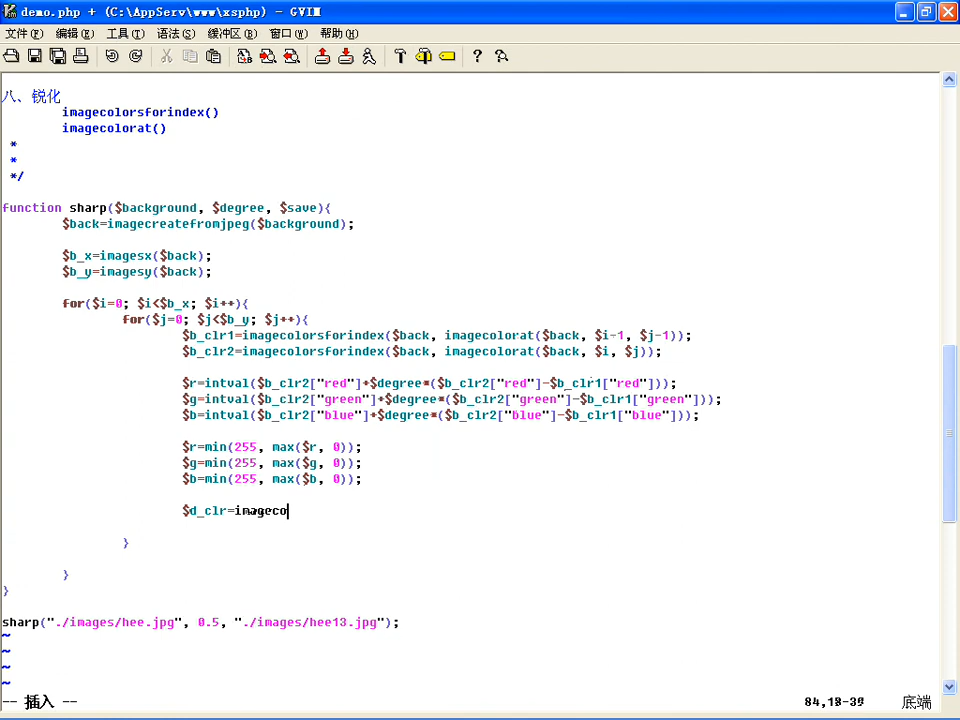 demo.php + (C:\AppServ\www\xsphp) - GVIM
文件(F) 编辑(E) 工具(T) 语法(S) 缓冲区(B) 窗口(W) 帮助(H)
八、锐化
imagecolorsforindex()
imagecolorat()
*
*
*/
function sharp($background, $degree, $save){
$back=imagecreatefromjpeg($background);
$b_x=imagesx($back);
$b_y=imagesy($back);
for($i=0; $i<$b_x; $i++){
for($j=0; $j<$b_y; $j++){
$b_clr1=imagecolorsforindex($back, imagecolorat($back, $i-1, $j-1));
$b_clr2=imagecolorsforindex($back, imagecolorat($back, $i, $j));
$r=intval($b_clr2["red"]+$degree*($b_clr2["red"]-$b_clr1["red"]));
$g=intval($b_clr2["green"]+$degree*($b_clr2["green"]-$b_clr1["green"]));
$b=intval($b_clr2["blue"]+$degree*($b_clr2["blue"]-$b_clr1["blue"]));
$r=min(255, max($r, 0));
$g=min(255, max($g, 0));
$b=min(255, max($b, 0));
$d_clr=imageco
}
}
}
sharp("./images/hee.jpg", 0.5, "./images/hee13.jpg");
~
~
~
~
-- 插入 -- 底端